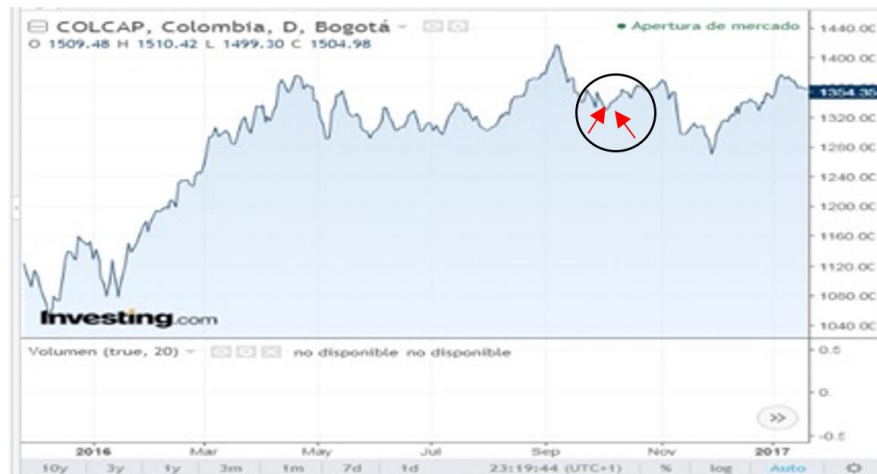 COLCAP, Colombia, D, Bogotá
Apertura de mercado
O 1509.48 H 1510.42 L 1499.30 C 1504.98
1440.00
1400.00
1354.35
1320.00
1280.00
1240.00
1200.00
1160.00
1120.00
1080.00
1040.00
Investing.com
Volumen (true, 20) no disponible no disponible
0.5
0.
-0.5
2016 Mar May Jul Sep Nov 2017
10y 3y 1y 3m 1m 7d 1d 23:19:44 (UTC+1) % log Auto